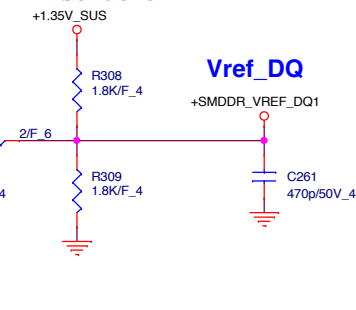 +1.35V_SUS
R308
1.8K/F_4
Vref_DQ
+SMDDR_VREF_DQ1
2/F_6
R309
1.8K/F_4
C261
470p/50V_4
4